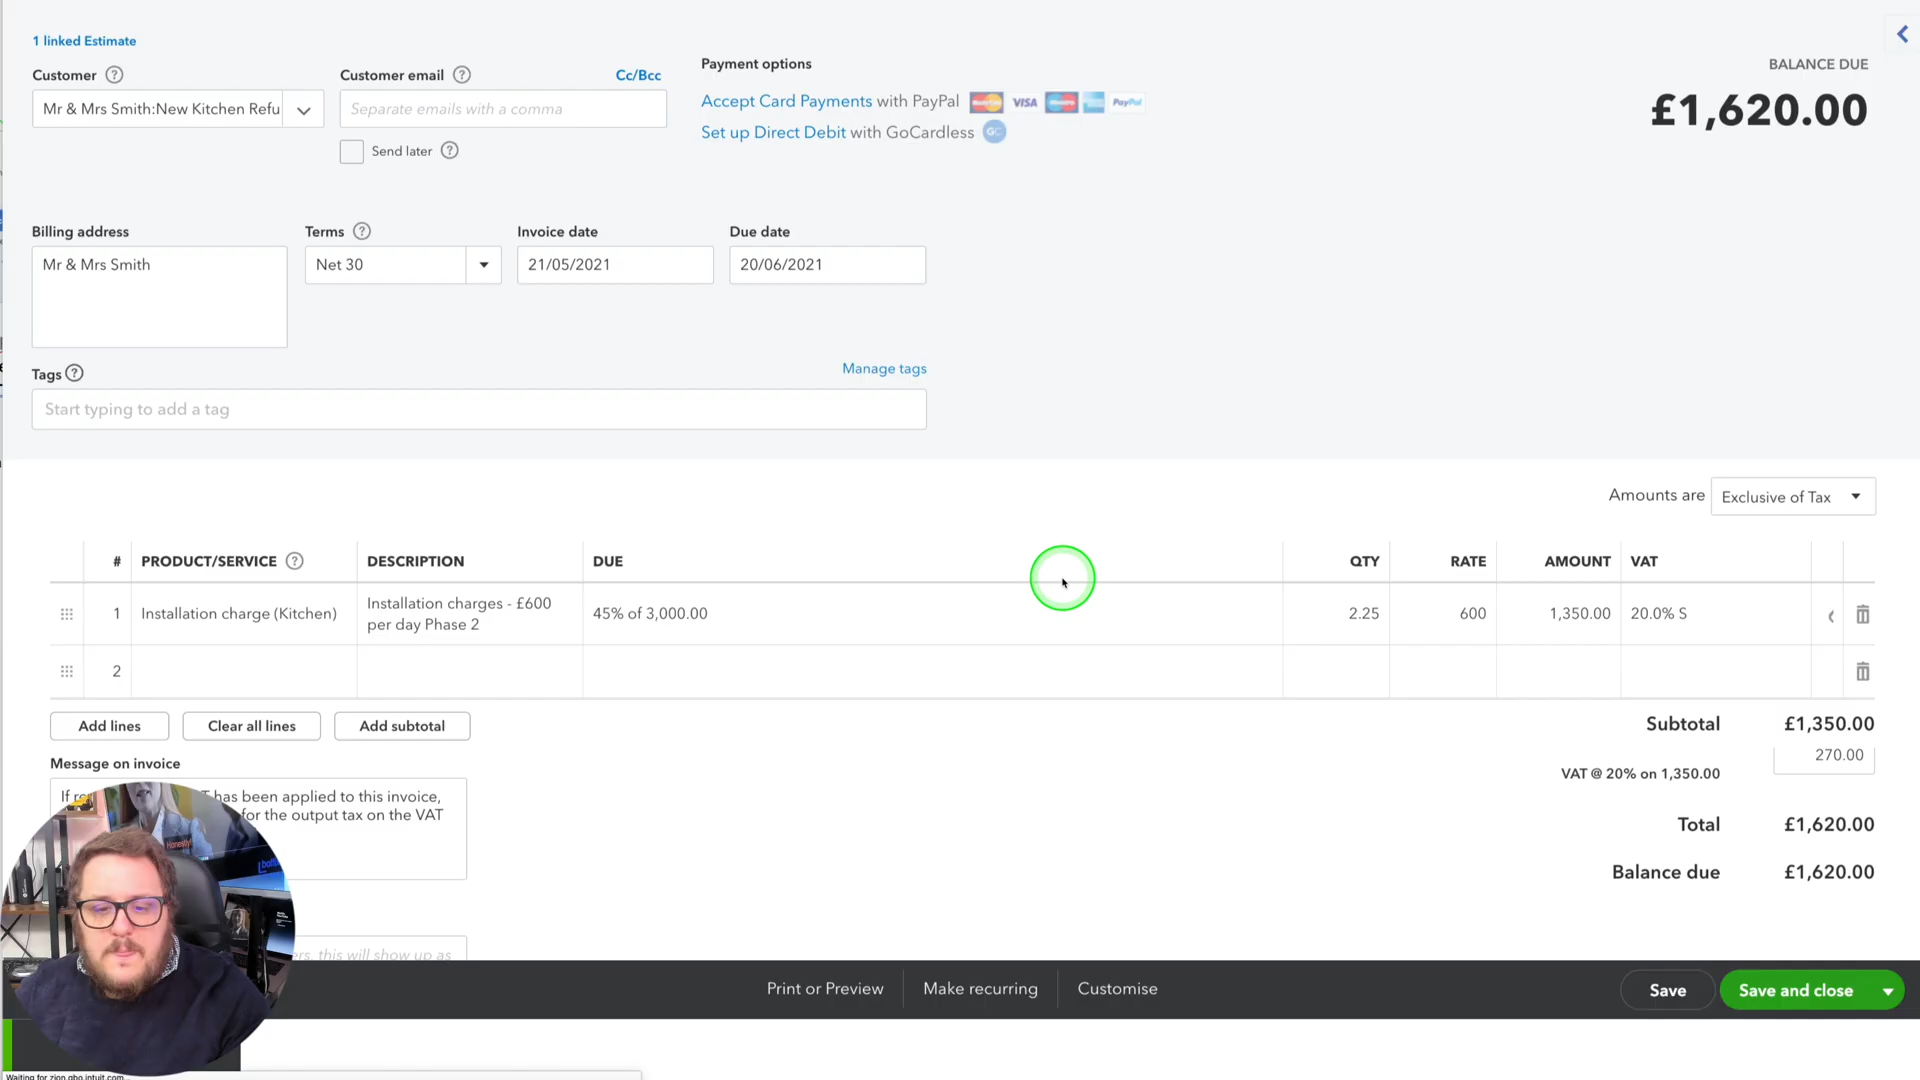 1 linked Estimate
Customer
Customer email
Cc/Bcc
Mr & Mrs Smith:New Kitchen Refu
Separate emails with a comma
Send later
Payment options
Accept Card Payments with PayPal
VISA
PayPal
Set up Direct Debit with GoCardless GC
BALANCE DUE
£1,620.00
Billing address
Mr & Mrs Smith
Terms
Net 30
Invoice date
21/05/2021
Due date
20/06/2021
Tags
Manage tags
Start typing to add a tag
Amounts are Exclusive of Tax
# PRODUCT/SERVICE DESCRIPTION DUE QTY RATE AMOUNT VAT
1 Installation charge (Kitchen) Installation charges - £600 45% of 3,000.00 2.25 600 1,350.00 20.0% S
per day Phase 2
2
Add lines Clear all lines Add subtotal
Subtotal £1,350.00
VAT @ 20% on 1,350.00 270.00
Total £1,620.00
Balance due £1,620.00
Message on invoice
If has been applied to this invoice,
for the output tax on the VAT
this will show up as
Print or Preview Make recurring Customise
Save Save and close
Waiting for zion.qbo.intuit.com...